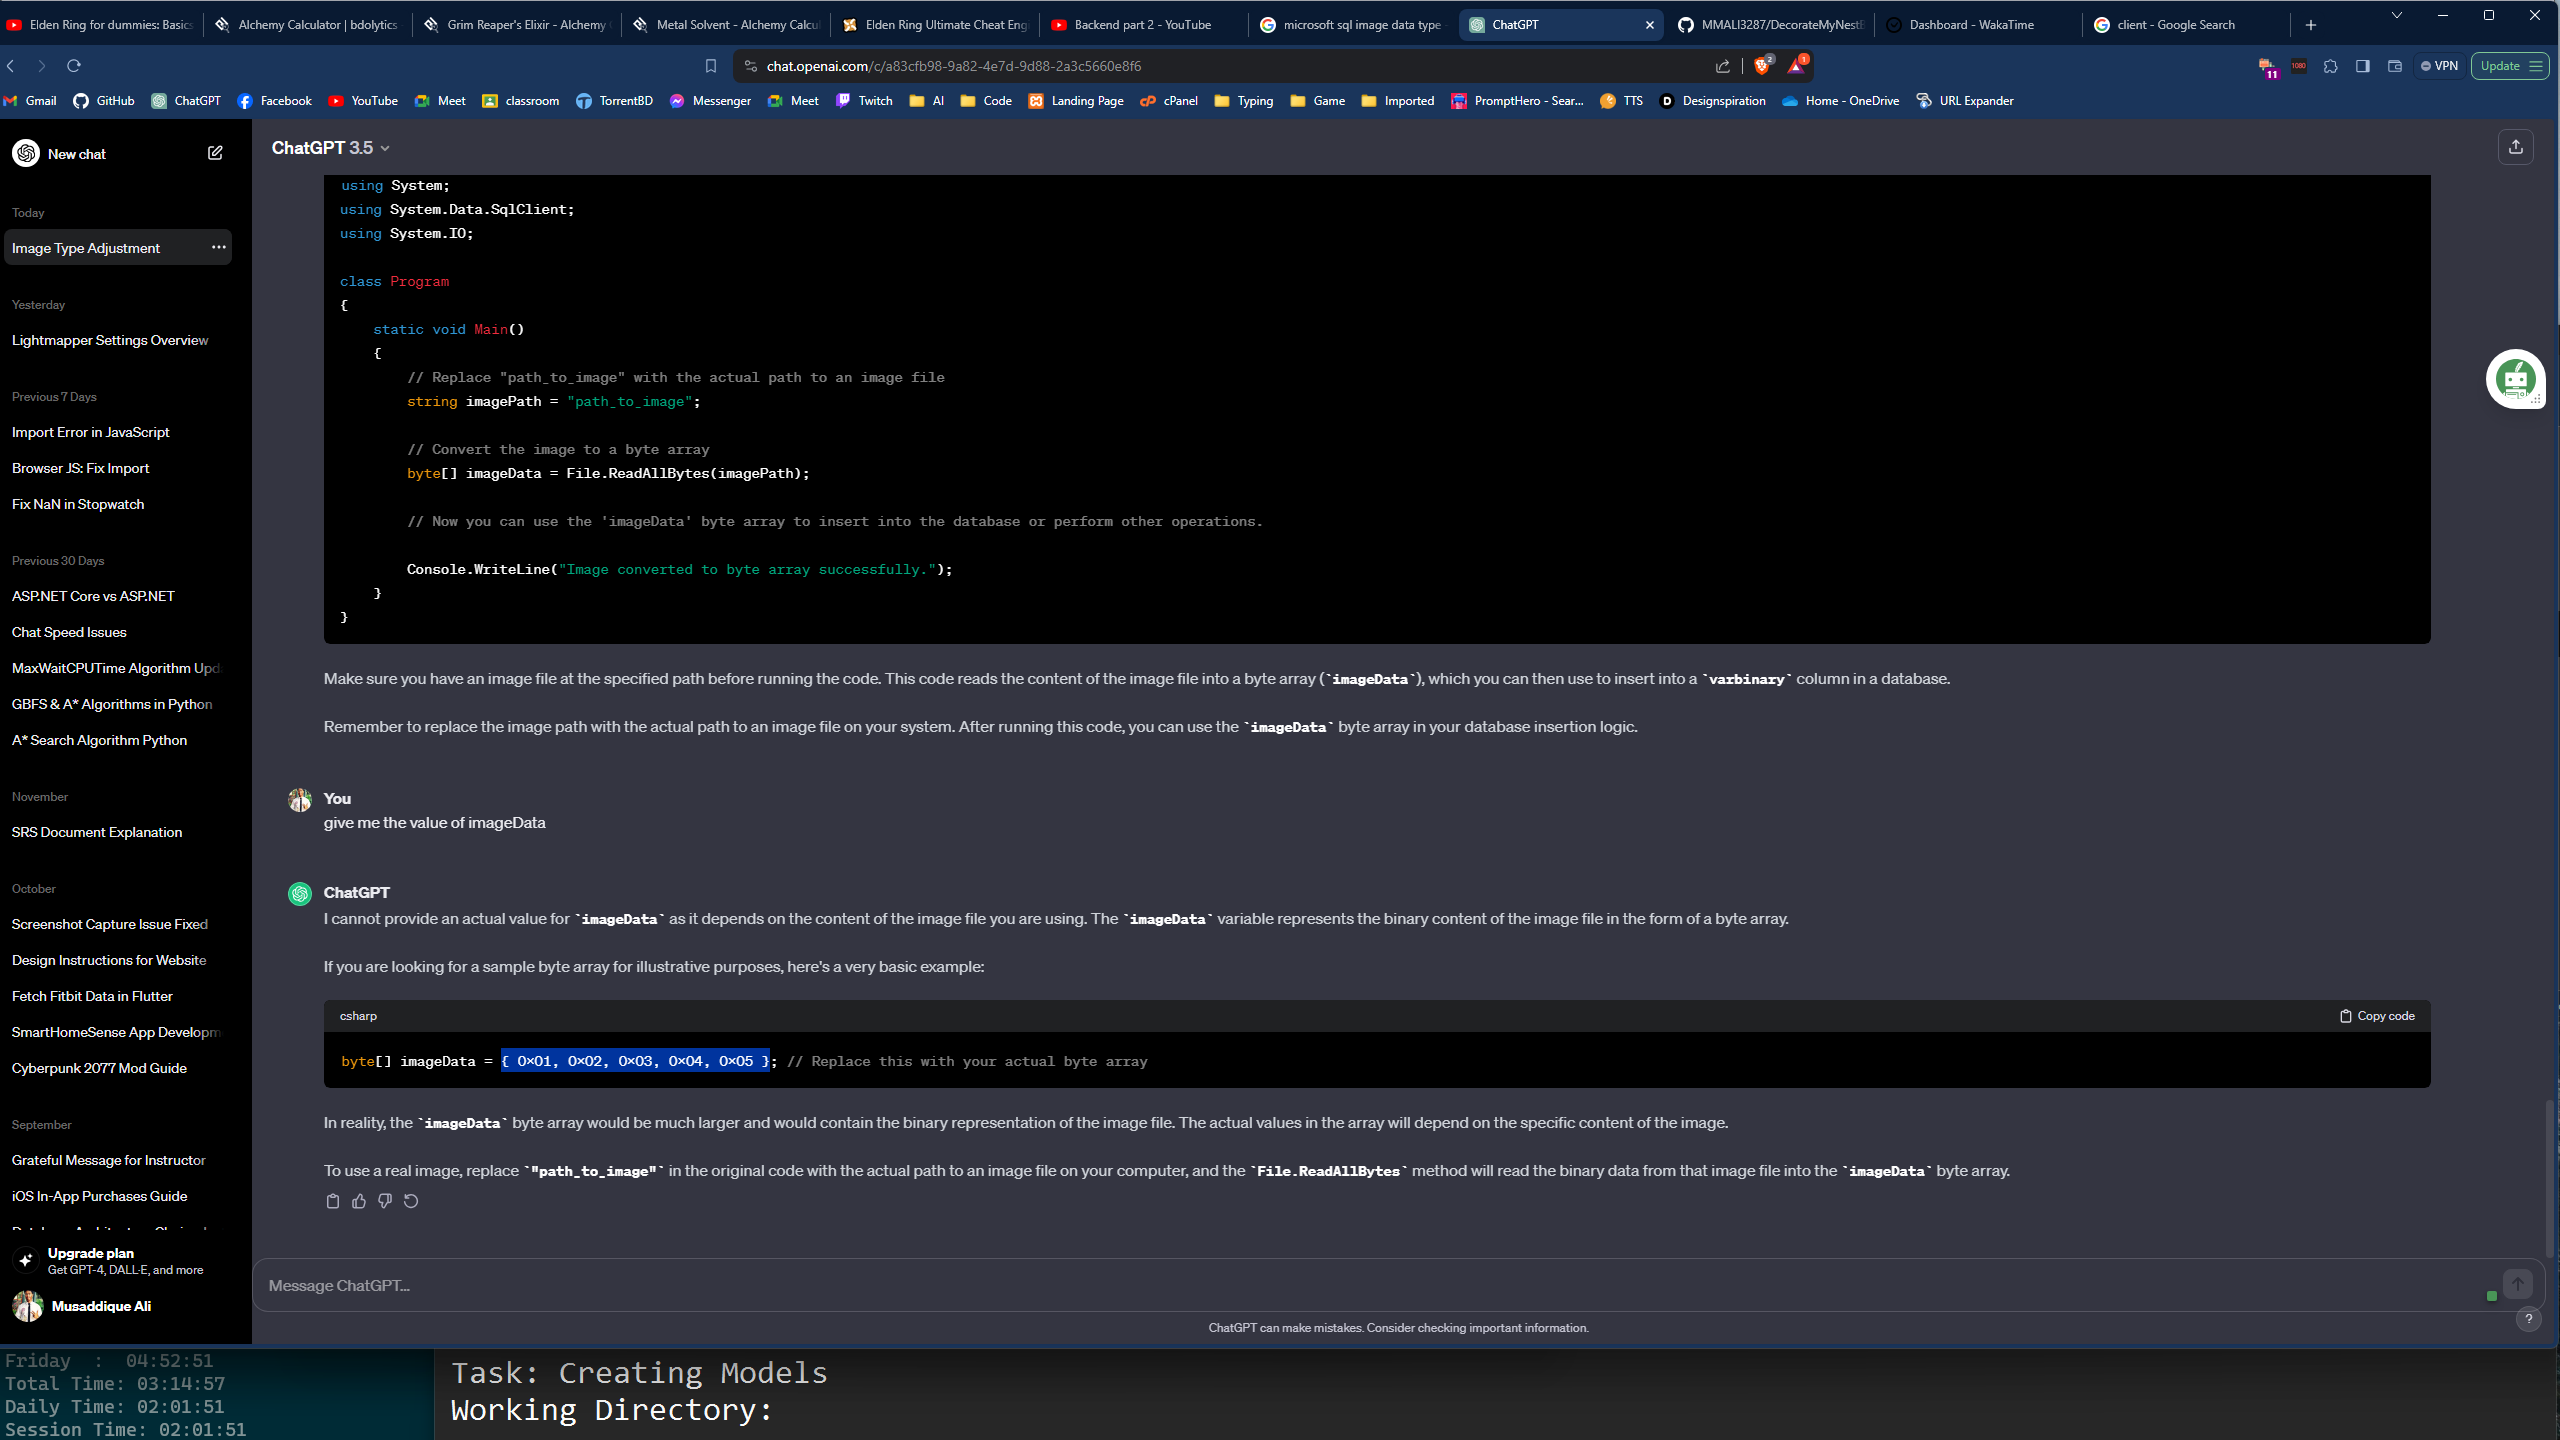 Elden Ring for dummies: Basics
Alchemy Calculator | bdolytics
Grim Reaper's Elixir - Alchemy
Metal Solvent - Alchemy Calcu
Elden Ring Ultimate Cheat Eng
Backend part 2 - YouTube
microsoft sql image data type
ChatGPT
MMALI3287/DecorateMyNestB
Dashboard - WakaTime
client - Google Search
chat.openai.com/c/a83cfb98-9a82-4e7d-9d88-2a3c5660e8f6
2
1
11
1080
VPN
Update
Gmail
GitHub
ChatGPT
Facebook
YouTube
Meet
classroom
TorrentBD
Messenger
Meet
Twitch
AI
Code
Landing Page
cPanel
Typing
Game
Imported
PromptHero - Sear...
TTS
Designspiration
Home - OneDrive
URL Expander
New chat
Today
Image Type Adjustment
Yesterday
Lightmapper Settings Overview
Previous 7 Days
Import Error in JavaScript
Browser JS: Fix Import
Fix NaN in Stopwatch
Previous 30 Days
ASP.NET Core vs ASP.NET
Chat Speed Issues
MaxWaitCPUTime Algorithm Upd
GBFS & A* Algorithms in Python
A* Search Algorithm Python
November
SRS Document Explanation
October
Screenshot Capture Issue Fixed
Design Instructions for Website
Fetch Fitbit Data in Flutter
SmartHomeSense App Developm
Cyberpunk 2077 Mod Guide
September
Grateful Message for Instructor
iOS In-App Purchases Guide
Upgrade plan
Get GPT-4, DALL·E, and more
Musaddique Ali
ChatGPT 3.5
using System;
using System.Data.SqlClient;
using System.IO;
class Program
{
static void Main()
{
// Replace "path_to_image" with the actual path to an image file
string imagePath = "path_to_image";
// Convert the image to a byte array
byte[] imageData = File.ReadAllBytes(imagePath);
// Now you can use the 'imageData' byte array to insert into the database or perform other operations.
Console.WriteLine("Image converted to byte array successfully.");
}
}
Make sure you have an image file at the specified path before running the code. This code reads the content of the image file into a byte array (`imageData`), which you can then use to insert into a `varbinary` column in a database.
Remember to replace the image path with the actual path to an image file on your system. After running this code, you can use the `imageData` byte array in your database insertion logic.
You
give me the value of imageData
ChatGPT
I cannot provide an actual value for `imageData` as it depends on the content of the image file you are using. The `imageData` variable represents the binary content of the image file in the form of a byte array.
If you are looking for a sample byte array for illustrative purposes, here's a very basic example:
csharp
Copy code
byte[] imageData = { 0x01, 0x02, 0x03, 0x04, 0x05 }; // Replace this with your actual byte array
In reality, the `imageData` byte array would be much larger and would contain the binary representation of the image file. The actual values in the array will depend on the specific content of the image.
To use a real image, replace `"path_to_image"` in the original code with the actual path to an image file on your computer, and the `File.ReadAllBytes` method will read the binary data from that image file into the `imageData` byte array.
Message ChatGPT...
?
ChatGPT can make mistakes. Consider checking important information.
Friday : 04:52:51
Total Time: 03:14:57
Daily Time: 02:01:51
Session Time: 02:01:51
Task: Creating Models
Working Directory: